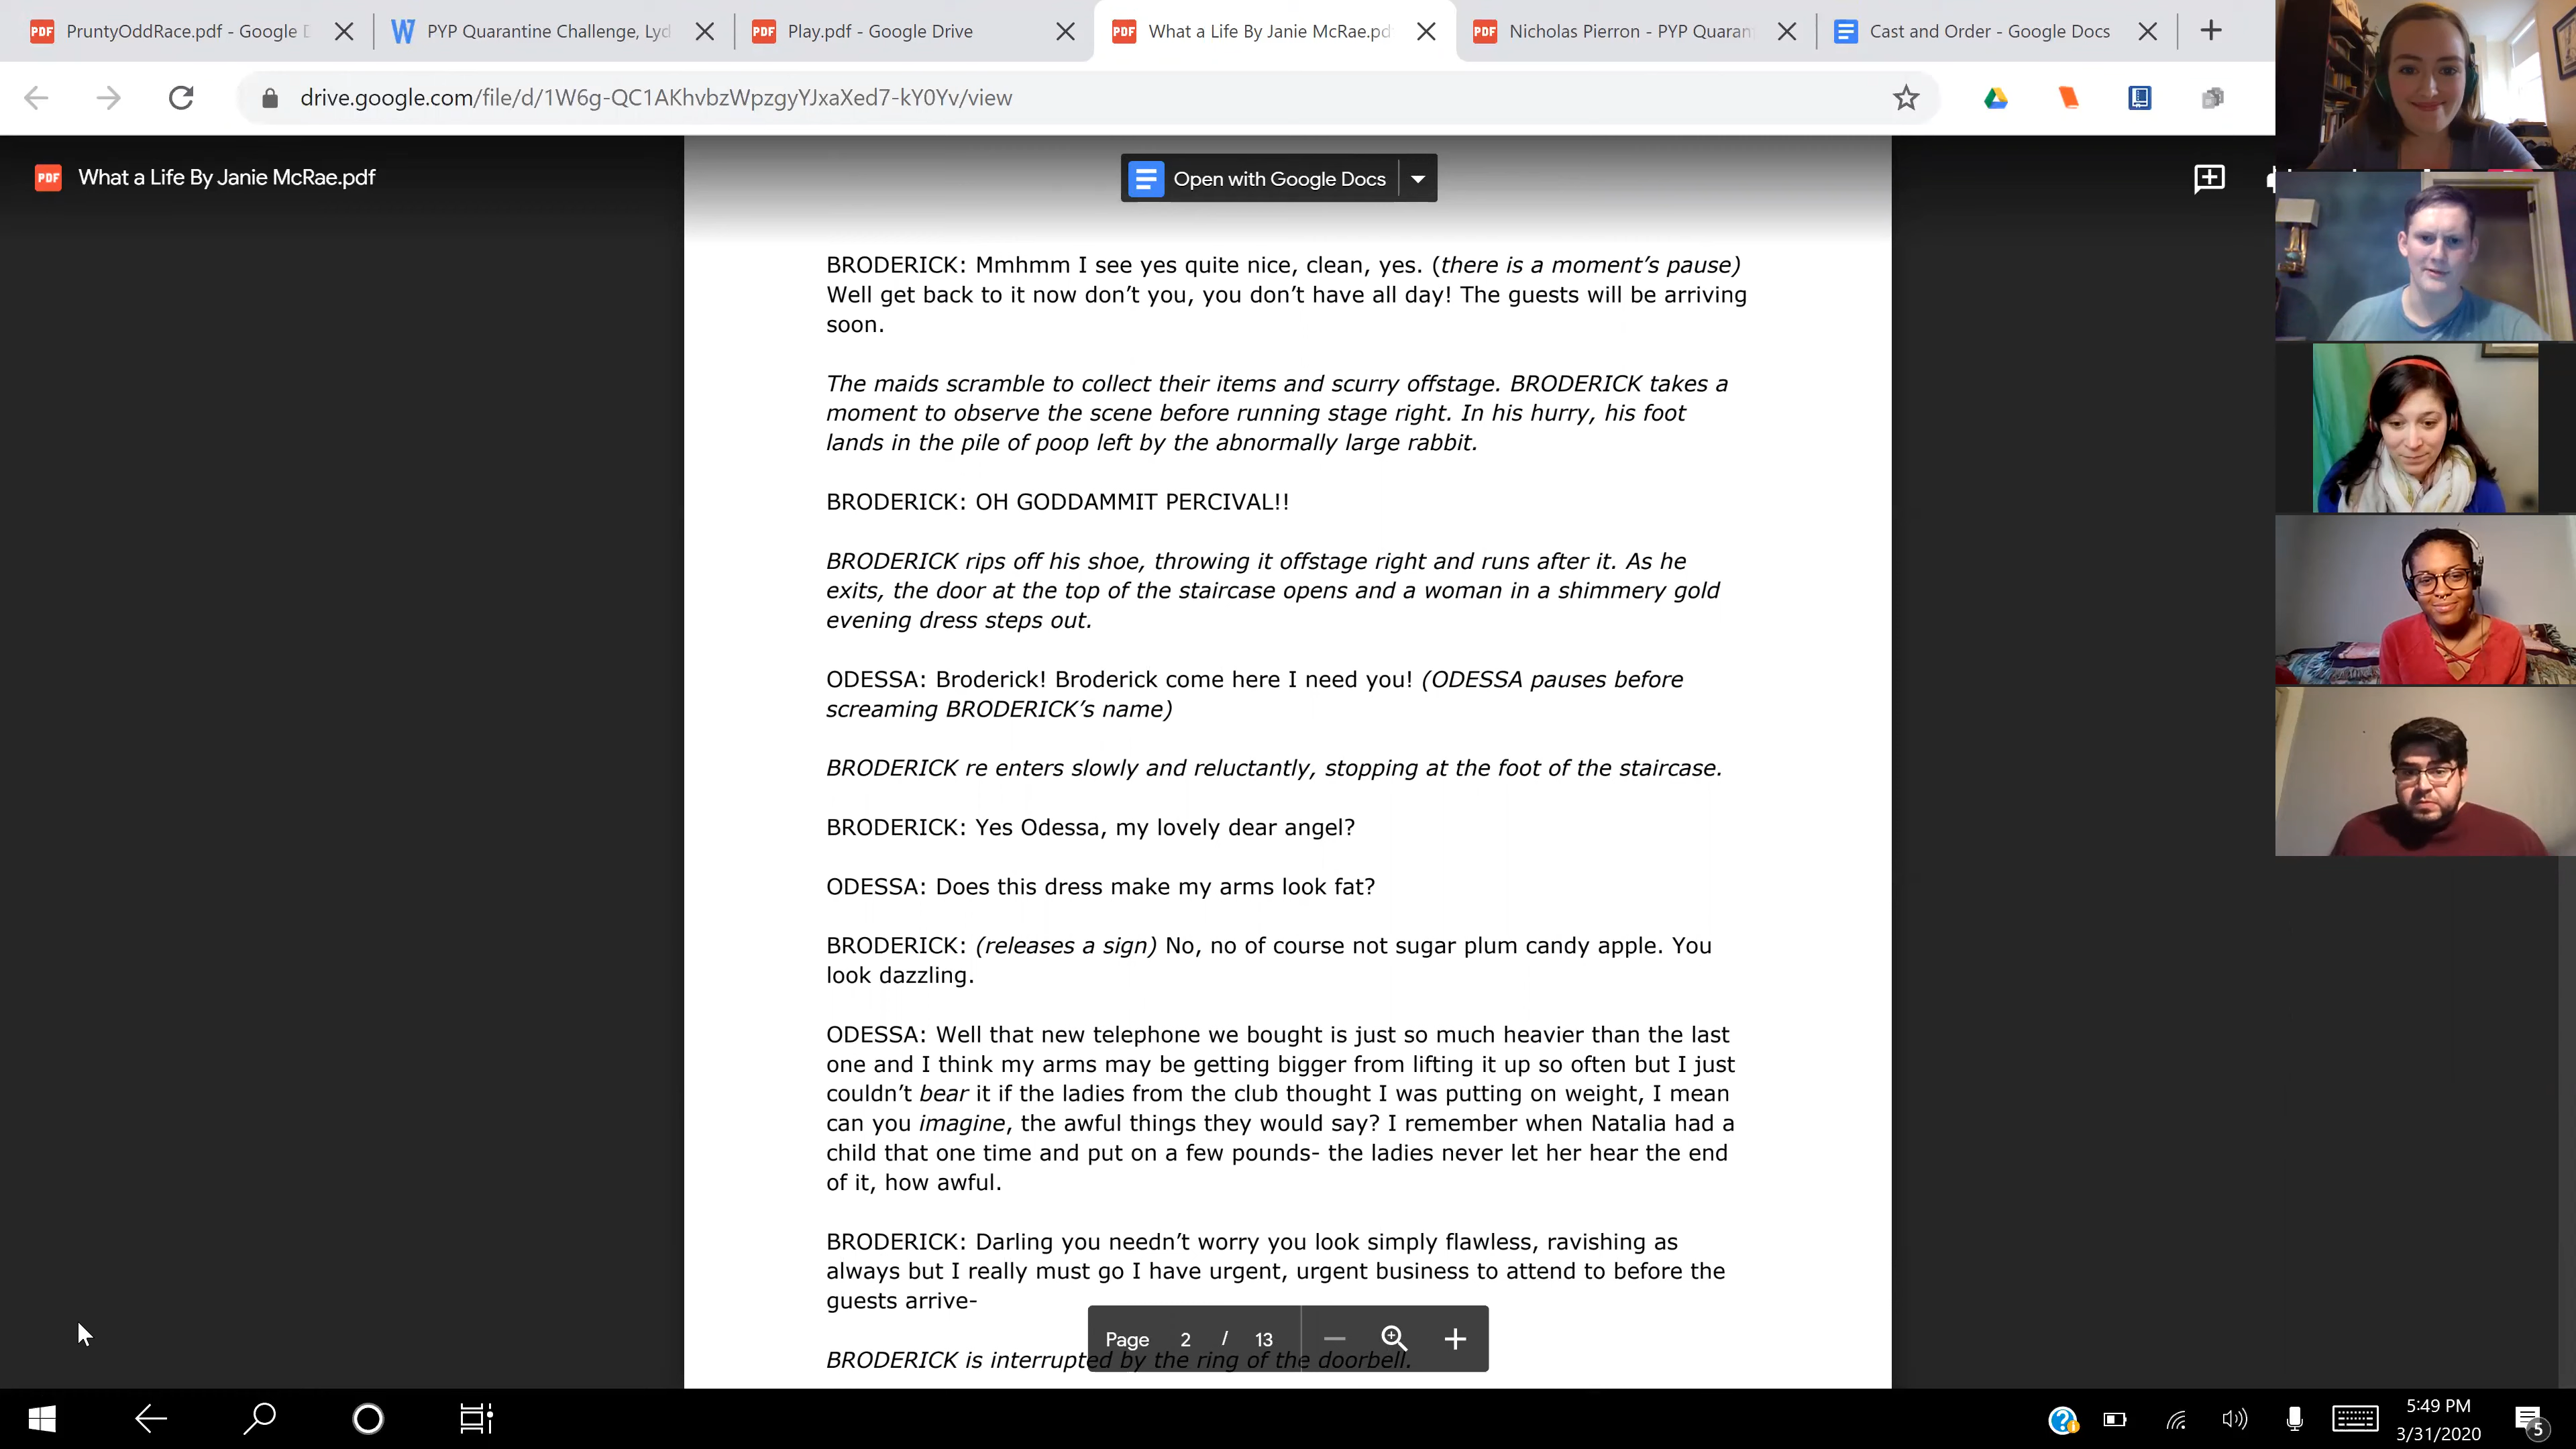 PruntyOddRace.pdf - Google D
PYP Quarantine Challenge, Lyd
Play.pdf - Google Drive
What a Life By Janie McRae.pd
Nicholas Pierron - PYP Quaran
Cast and Order - Google Docs
drive.google.com/file/d/1W6g-QC1AKhvbzWpzgyYJxaXed7-kY0Yv/view
PDF What a Life By Janie McRae.pdf
Open with Google Docs
BRODERICK: Mmhmm I see yes quite nice, clean, yes. (there is a moment’s pause)
Well get back to it now don’t you, you don’t have all day! The guests will be arriving
soon.
The maids scramble to collect their items and scurry offstage. BRODERICK takes a
moment to observe the scene before running stage right. In his hurry, his foot
lands in the pile of poop left by the abnormally large rabbit.
BRODERICK: OH GODDAMMIT PERCIVAL!!
BRODERICK rips off his shoe, throwing it offstage right and runs after it. As he
exits, the door at the top of the staircase opens and a woman in a shimmery gold
evening dress steps out.
ODESSA: Broderick! Broderick come here I need you! (ODESSA pauses before
screaming BRODERICK’s name)
BRODERICK re enters slowly and reluctantly, stopping at the foot of the staircase.
BRODERICK: Yes Odessa, my lovely dear angel?
ODESSA: Does this dress make my arms look fat?
BRODERICK: (releases a sign) No, no of course not sugar plum candy apple. You
look dazzling.
ODESSA: Well that new telephone we bought is just so much heavier than the last
one and I think my arms may be getting bigger from lifting it up so often but I just
couldn’t bear it if the ladies from the club thought I was putting on weight, I mean
can you imagine, the awful things they would say? I remember when Natalia had a
child that one time and put on a few pounds- the ladies never let her hear the end
of it, how awful.
BRODERICK: Darling you needn’t worry you look simply flawless, ravishing as
always but I really must go I have urgent, urgent business to attend to before the
guests arrive-
Page 2 / 13
BRODERICK is interrupted by the ring of the doorbell.
5:49 PM
3/31/2020
5